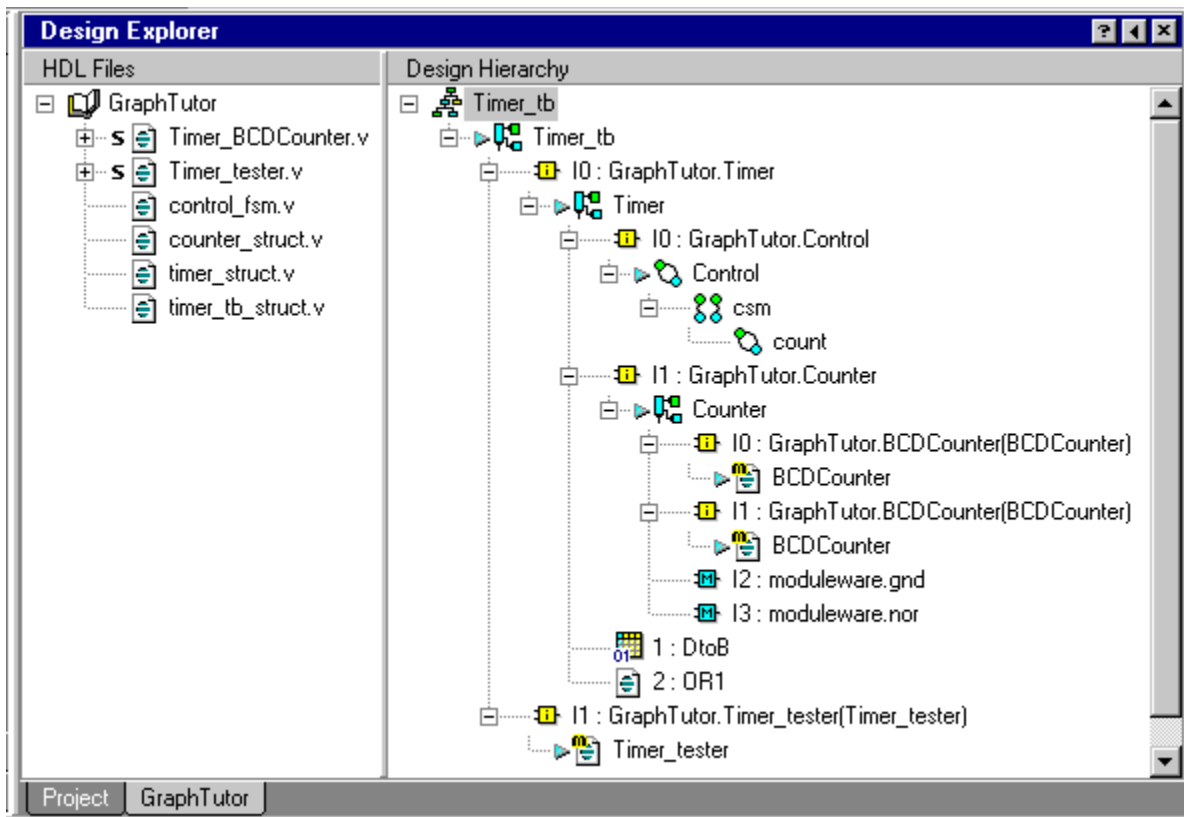 Design Explorer
HDL Files
GraphTutor
S Timer_BCDCounter.v
S Timer_tester.v
control_fsm.v
counter_struct.v
timer_struct.v
timer_tb_struct.v
Design Hierarchy
Timer_tb
Timer_tb
I0 : GraphTutor.Timer
Timer
I0 : GraphTutor.Control
Control
csm
count
I1 : GraphTutor.Counter
Counter
I0 : GraphTutor.BCDCounter(BCDCounter)
BCDCounter
I1 : GraphTutor.BCDCounter(BCDCounter)
BCDCounter
M I2 : moduleware.gnd
M I3 : moduleware.nor
01 1 : DtoB
2 : OR1
I1 : GraphTutor.Timer_tester(Timer_tester)
Timer_tester
Project GraphTutor